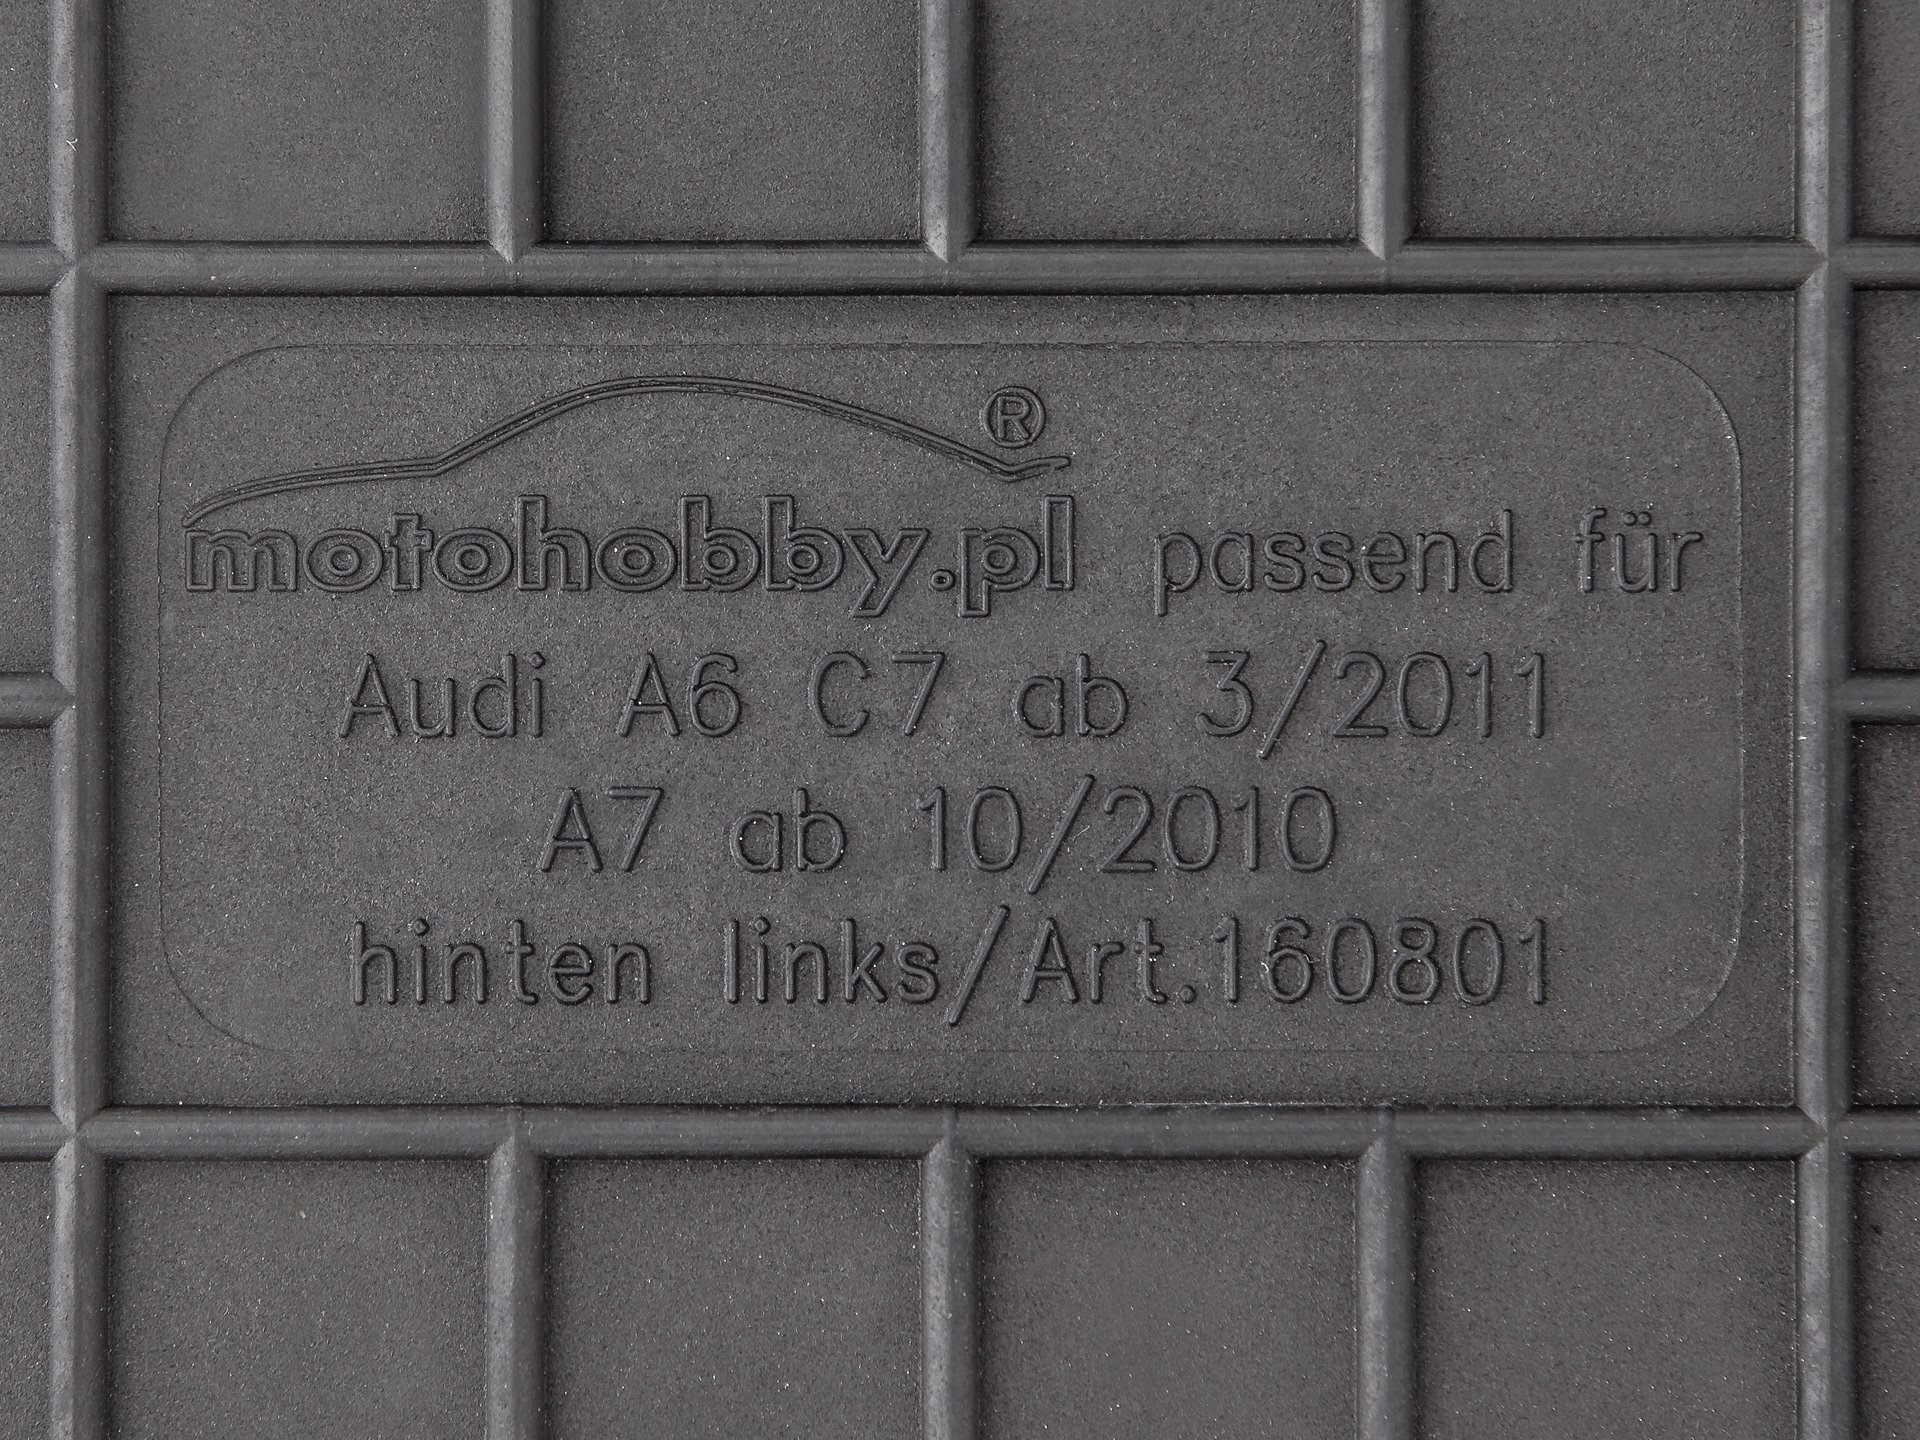 ®
motohobby.pl passend für
Audi A6 C7 ab 3/2011
A7 ab 10/2010
hinten links/Art.160801